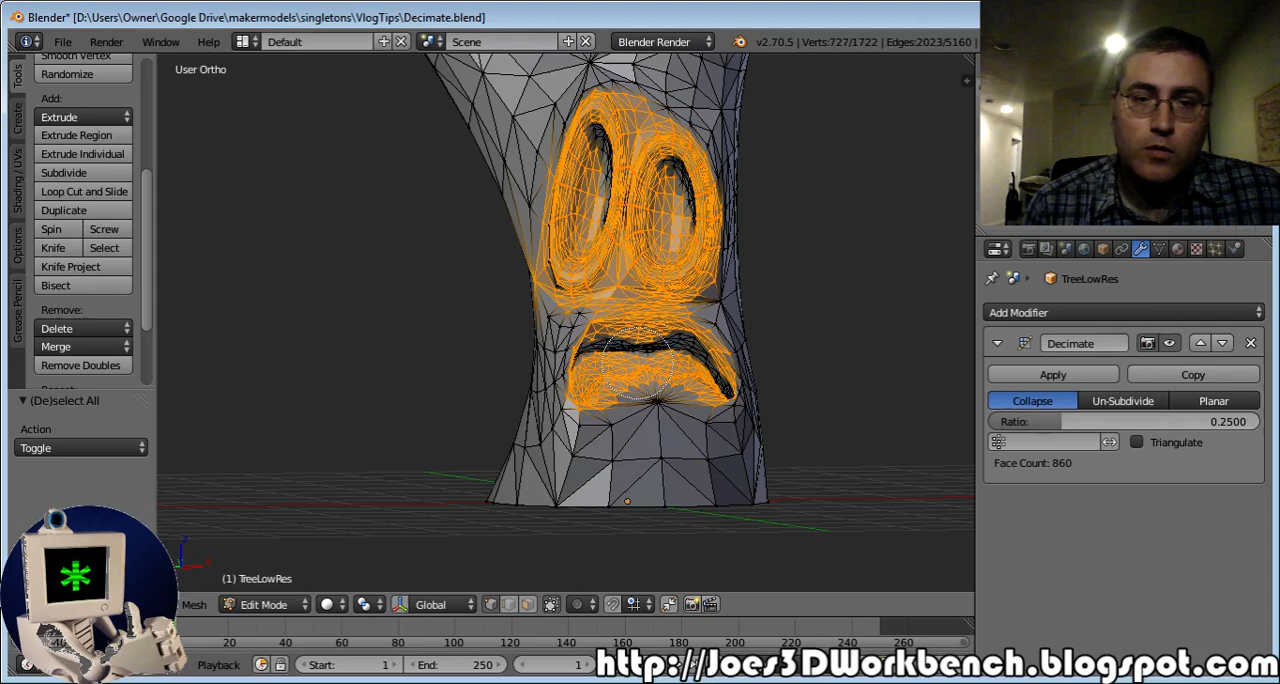 Blender* [D:\Users\Owner\Google Drive\makermodels\singletons\VlogTips\Decimate.blend]
File Render Window Help Default Scene Blender Render v2.70.5 | Verts:727/1722 | Edges:2023/5160 |
Smooth Vertex
Randomize
Add:
Extrude
Extrude Region
Extrude Individual
Subdivide
Loop Cut and Slide
Duplicate
Spin Screw
Knife Select
Knife Project
Bisect
Remove:
Delete
Merge
Remove Doubles
Tools
Create
Shading / UVs
Options
Grease Pencil
(De)select All
Action
Toggle
User Ortho
(1) TreeLowRes
Mesh Edit Mode Global
20 40 60 80 100 120 140 160 180 200 220 240 260
Playback Start: 1 End: 250 1
TreeLowRes
Add Modifier
Decimate
Apply Copy
Collapse Un-Subdivide Planar
Ratio: 0.2500
Triangulate
Face Count: 860
http://Joes3DWorkbench.blogspot.com